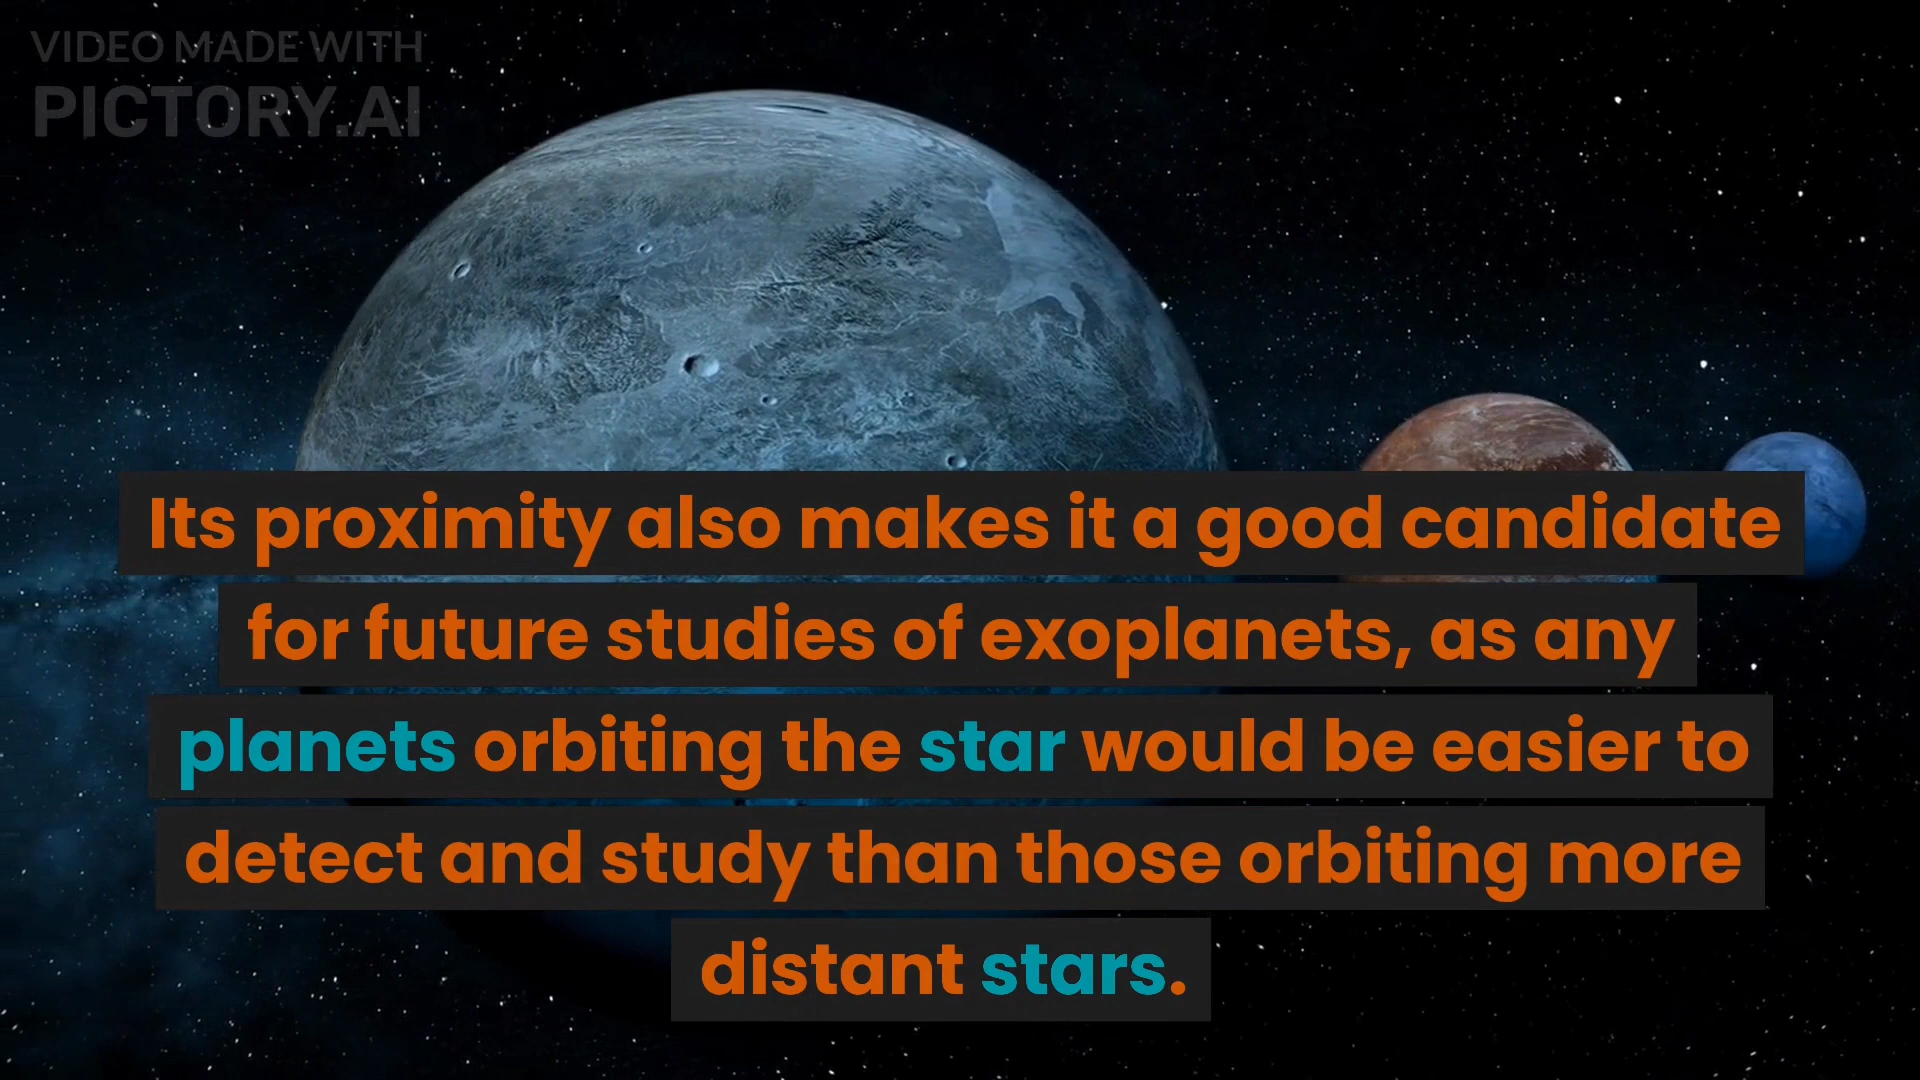 VIDEO MADE WITH
PICTORY.AI
Its proximity also makes it a good candidate
for future studies of exoplanets, as any
planets orbiting the star would be easier to
detect and study than those orbiting more
distant stars.